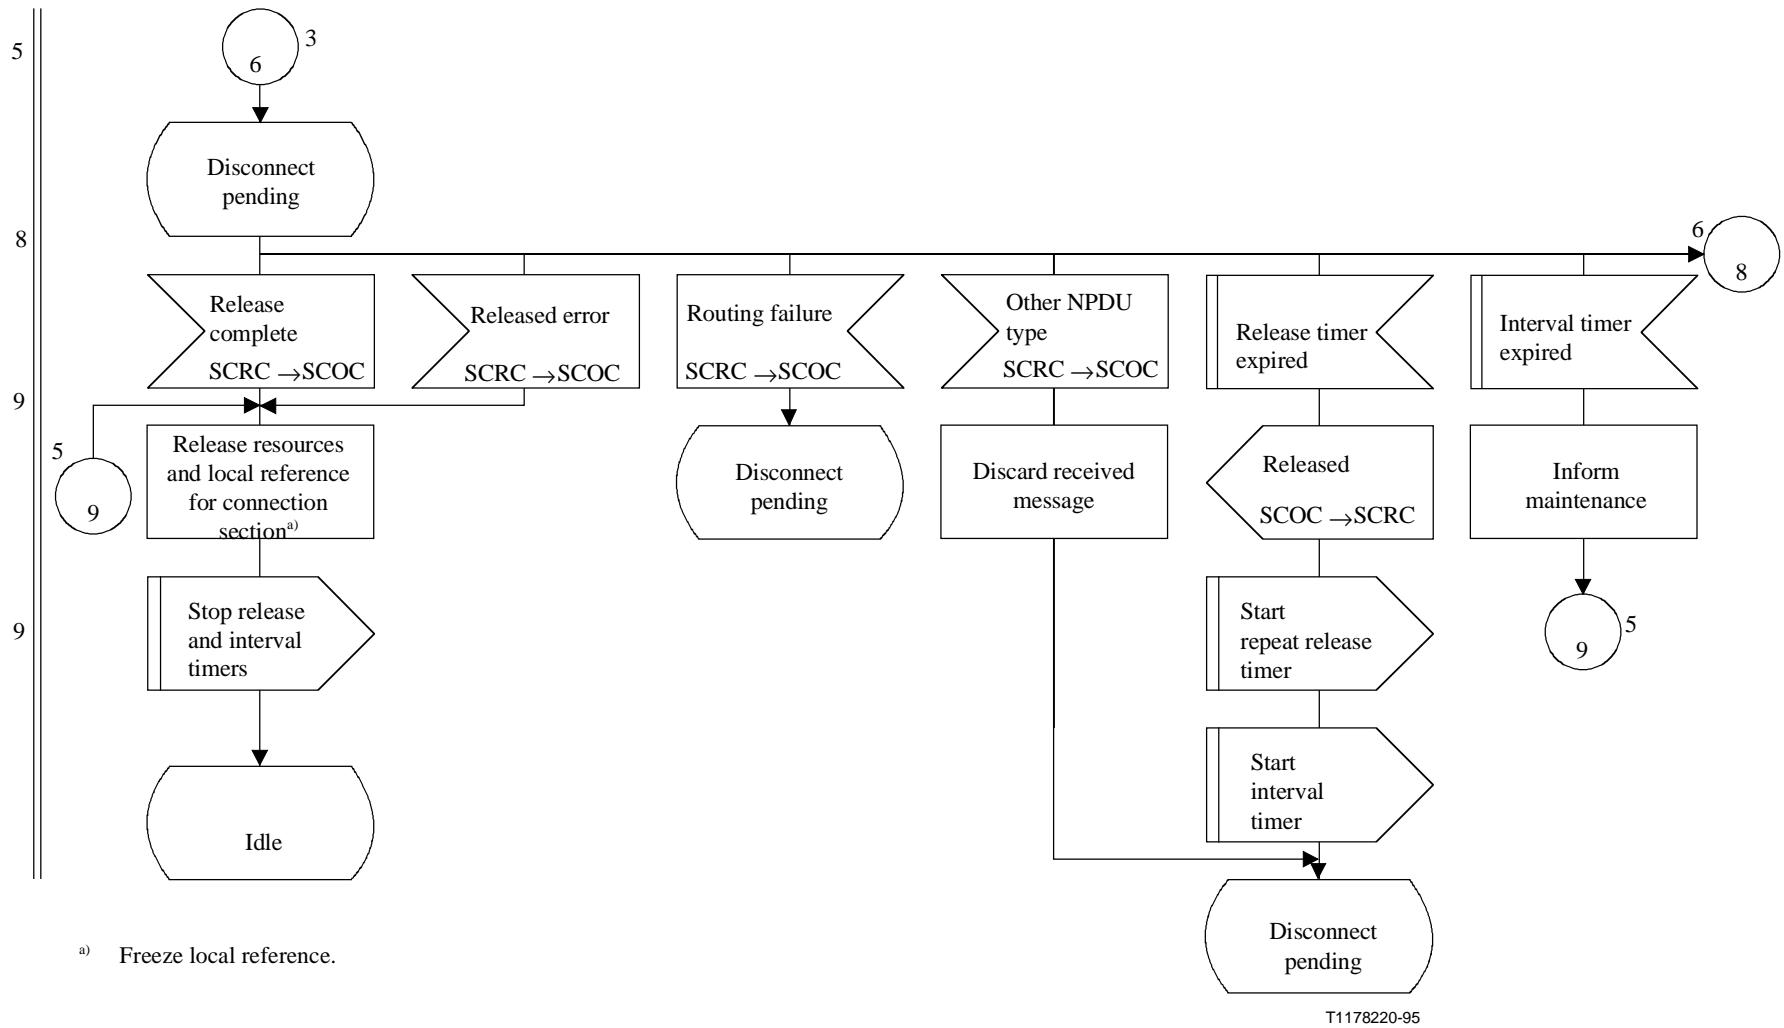 5
3
6
Disconnect
pending
8
6
8
Release
complete
SCRC →SCOC
Released error
SCRC →SCOC
Routing failure
SCRC →SCOC
Other NPDU
type
SCRC →SCOC
Release timer
expired
Interval timer
expired
9
5
9
Release resources
and local reference
for connection
section a)
Disconnect
pending
Discard received
message
Released
SCOC →SCRC
Inform
maintenance
9
Stop release
and interval
timers
Start
repeat release
timer
5
9
Start
interval
timer
Idle
Disconnect
pending
a) Freeze local reference.
T1178220-95